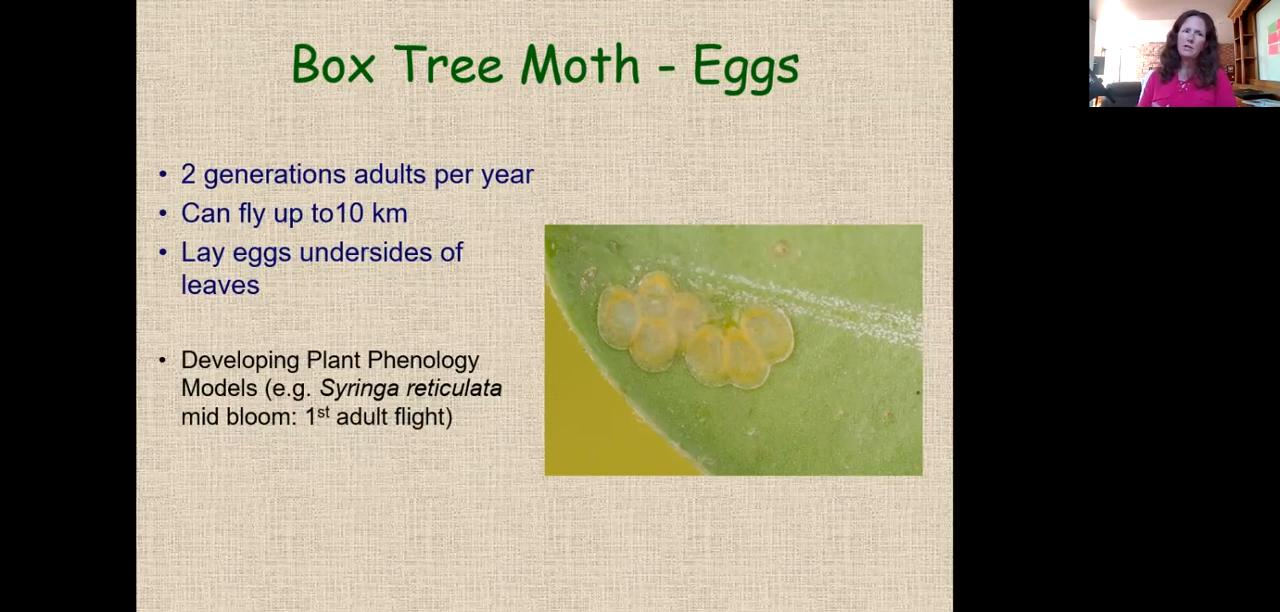 Box Tree Moth - Eggs
• 2 generations adults per year
• Can fly up to10 km
• Lay eggs undersides of
leaves
• Developing Plant Phenology
Models (e.g. Syringa reticulata
mid bloom: 1st adult flight)